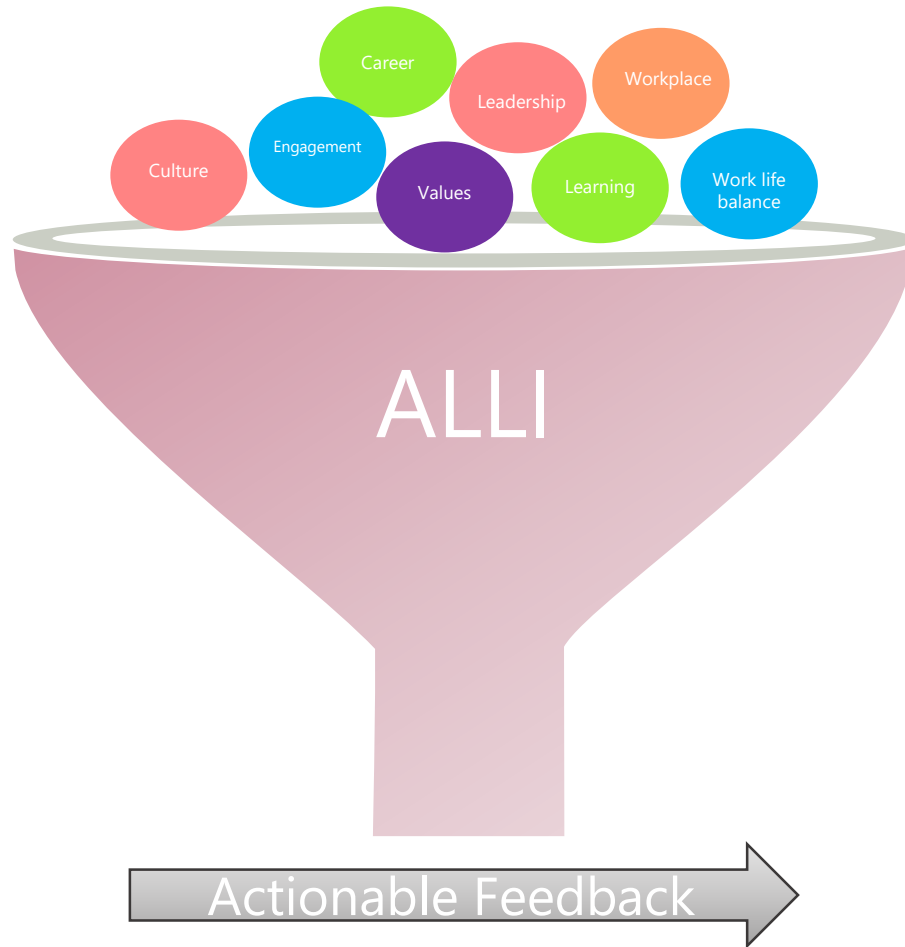 Career
Leadership
Workplace
Engagement
Culture
Values
Learning
Work life
balance
ALLI
Actionable Feedback